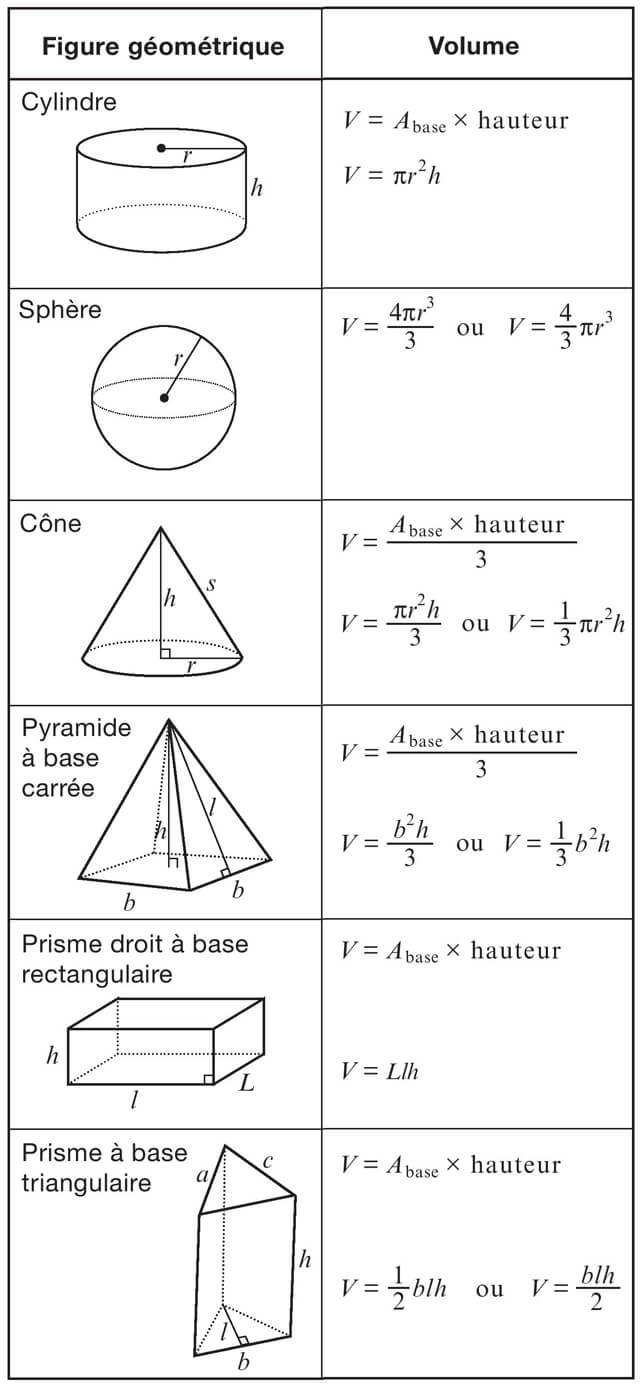 Figure géométrique Volume
Cylindre
r
h
V = A_base × hauteur
V = πr²h
Sphère
r
V = 4πr³/3 ou V = 4/3 πr³
Cône
h
s
r
V = A_base × hauteur / 3
V = πr²h/3 ou V = 1/3 πr²h
Pyramide
à base
carrée
h
l
b
b
V = A_base × hauteur / 3
V = b²h/3 ou V = 1/3 b²h
Prisme droit à base
rectangulaire
h
l
L
V = A_base × hauteur
V = Llh
Prisme à base
triangulaire
a
c
h
l
b
V = A_base × hauteur
V = 1/2 blh ou V = blh/2